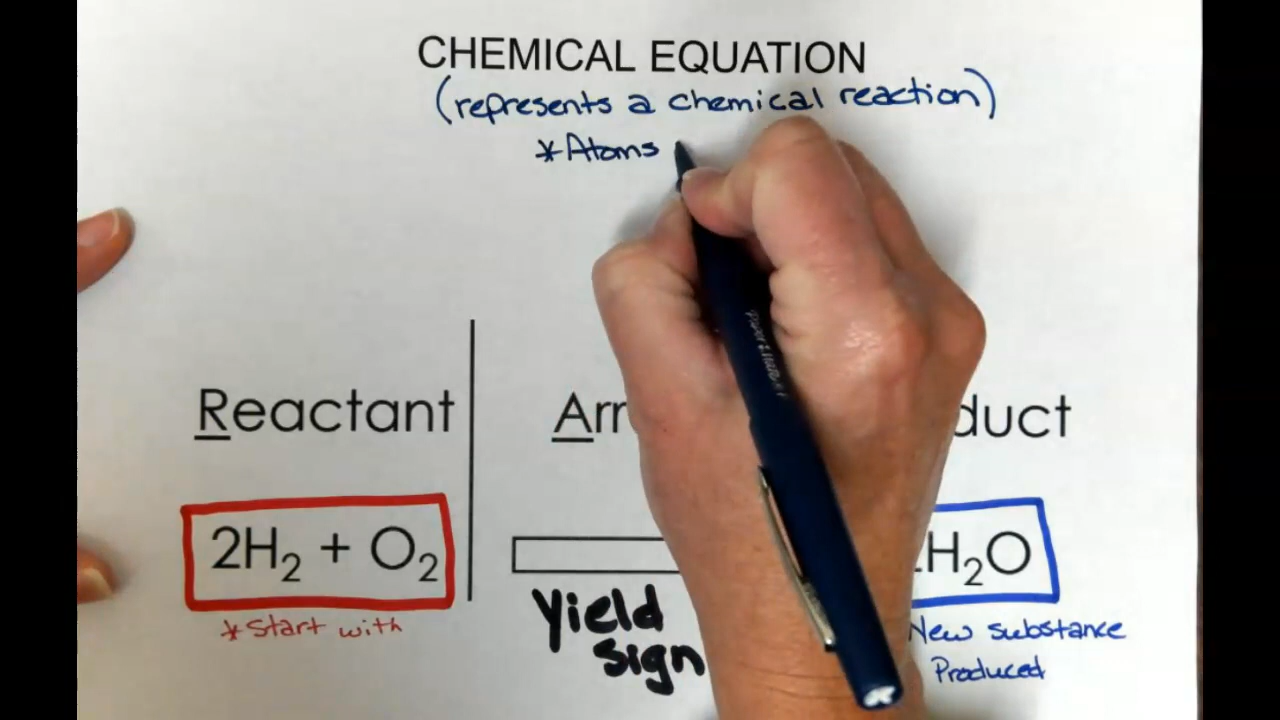 CHEMICAL EQUATION
(represents a chemical reaction)
*Atoms
Reactant
Arr
duct
2H₂ + O₂
H₂O
*Start with
Yield
sign
New substance
Produced